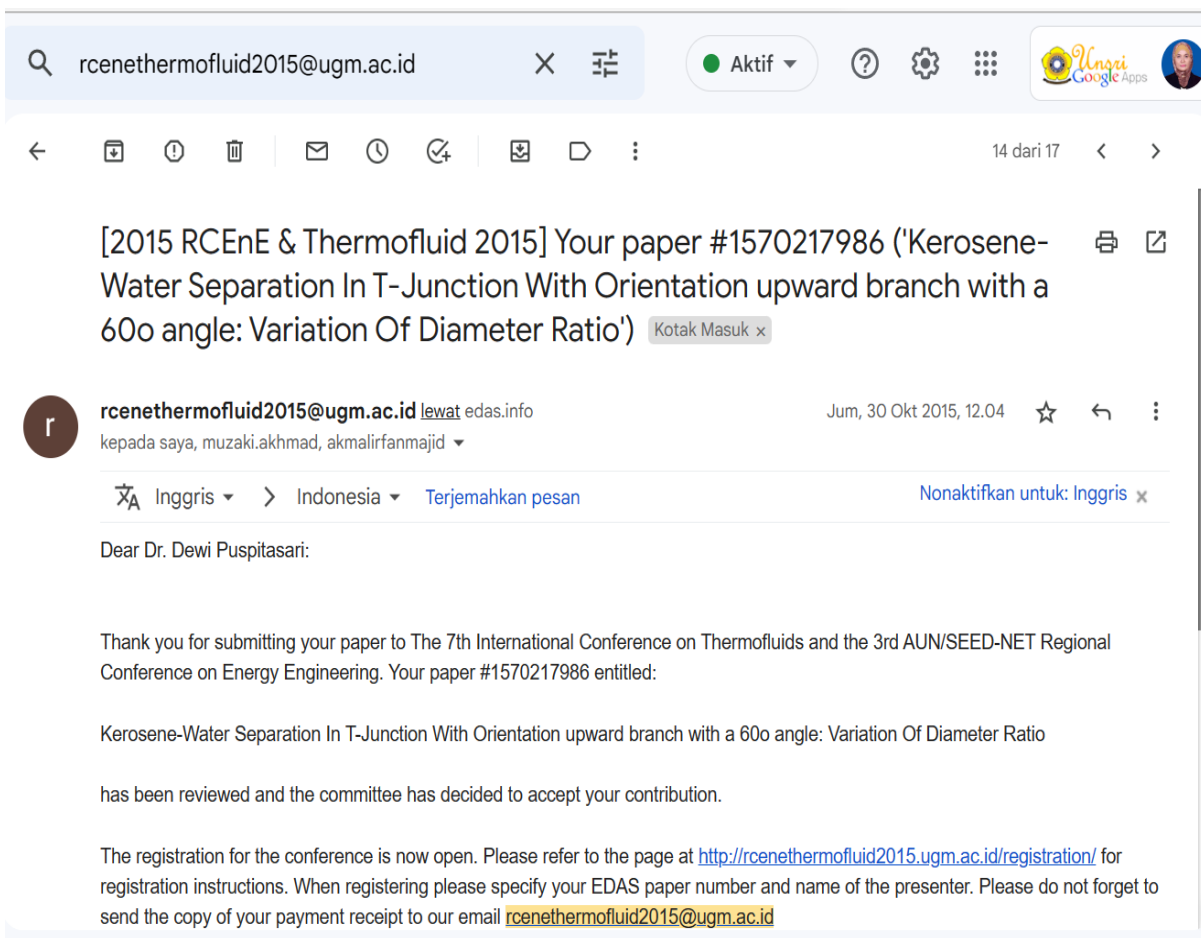 rcenethermofluid2015@ugm.ac.id
Aktif
Unsri
Google Apps
14 dari 17
[2015 RCEnE & Thermofluid 2015] Your paper #1570217986 ('Kerosene-
Water Separation In T-Junction With Orientation upward branch with a
60o angle: Variation Of Diameter Ratio')
Kotak Masuk ×
r
rcenethermofluid2015@ugm.ac.id lewat edas.info
Jum, 30 Okt 2015, 12.04
kepada saya, muzaki.akhmad, akmalirfanmajid
Inggris
Indonesia
Terjemahkan pesan
Nonaktifkan untuk: Inggris x
Dear Dr. Dewi Puspitasari:
Thank you for submitting your paper to The 7th International Conference on Thermofluids and the 3rd AUN/SEED-NET Regional
Conference on Energy Engineering. Your paper #1570217986 entitled:
Kerosene-Water Separation In T-Junction With Orientation upward branch with a 60o angle: Variation Of Diameter Ratio
has been reviewed and the committee has decided to accept your contribution.
The registration for the conference is now open. Please refer to the page at http://rcenethermofluid2015.ugm.ac.id/registration/ for
registration instructions. When registering please specify your EDAS paper number and name of the presenter. Please do not forget to
send the copy of your payment receipt to our email rcenethermofluid2015@ugm.ac.id